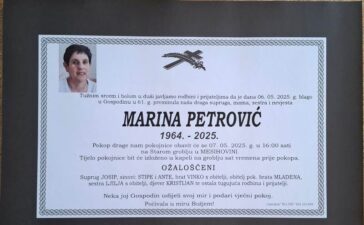 Tužnim srcem i bolom u duši javljamo rodbini i prijateljima da je dana 06. 05. 2025. g. blago
u Gospodinu u 61. g. preminula naša draga supruga, mama, sestra i nevjesta
MARINA PETROVIĆ
1964. - 2025.
Pokop drage nam pokojnice obavit će se 07. 05. 2025. g. u 16:00 sati
na Starom groblju u MESIHOVINI.
Tijelo pokojnice bit će izloženo u kapeli na groblju sat vremena prije pokopa.
OŽALOŠĆENI
Suprug JOSIP, sinovi: STIPE i ANTE, brat VINKO s obitelji, obitelj pok. brata MLADENA,
sestra LJILJA s obitelji, djever KRISTIJAN te ostala tugujuća rodbina i prijatelji.
Neka joj Gospodin udijeli svoj mir i podari vječni pokoj.
Počivala u miru Božjem!